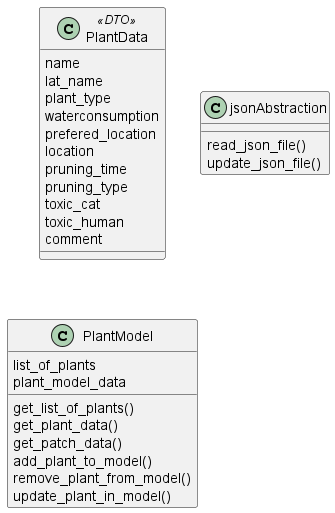 C «DTO»
PlantData
name
lat_name
plant_type
waterconsumption
prefered_location
location
pruning_time
pruning_type
toxic_cat
toxic_human
comment
C jsonAbstraction
read_json_file()
update_json_file()
C PlantModel
list_of_plants
plant_model_data
get_list_of_plants()
get_plant_data()
get_patch_data()
add_plant_to_model()
remove_plant_from_model()
update_plant_in_model()